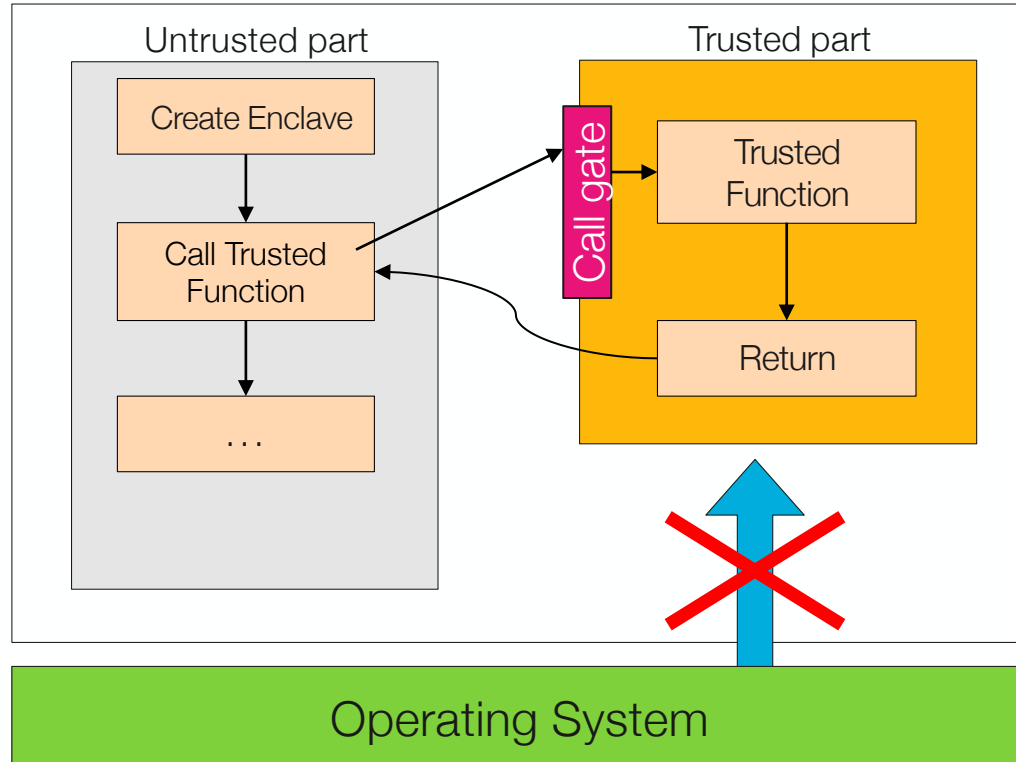 Untrusted part
Create Enclave
Call Trusted
Function
. . .
Trusted part
Call gate
Trusted
Function
Return
Operating System